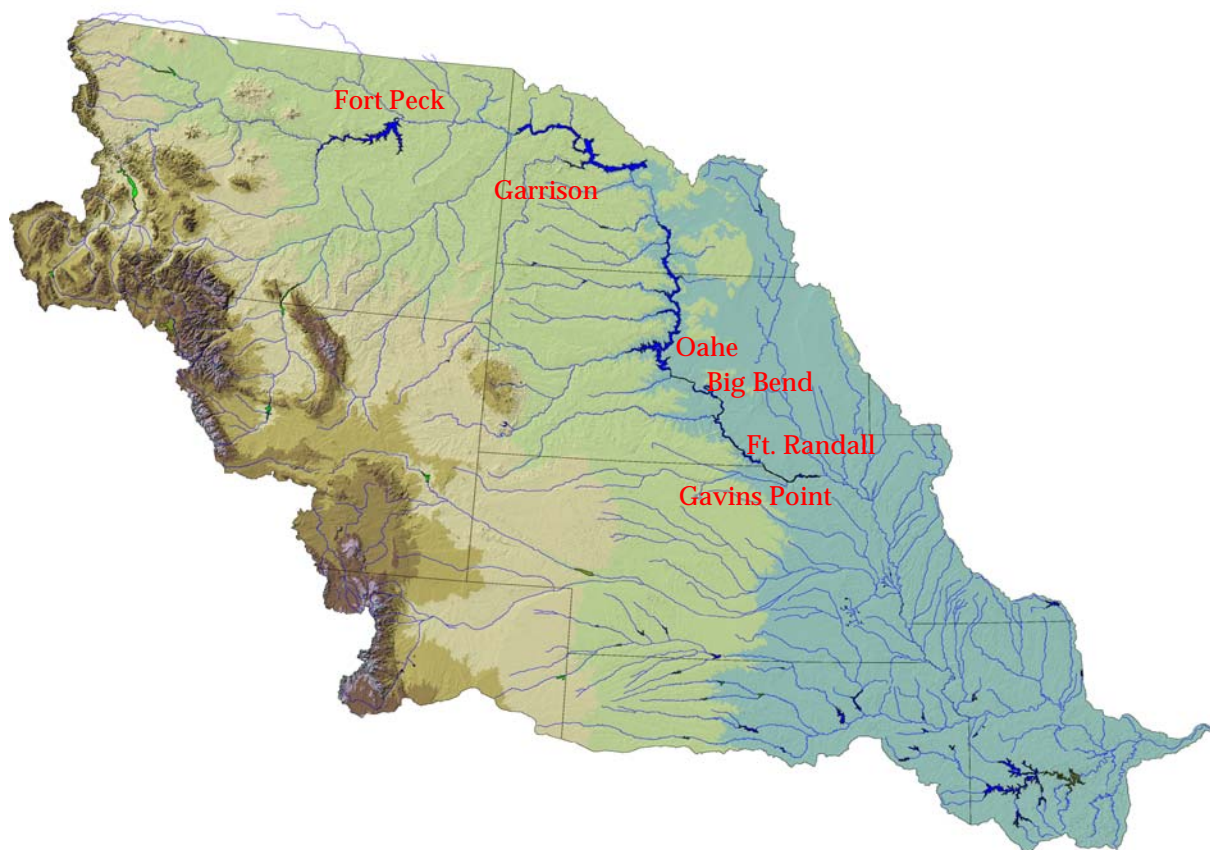 Fort Peck
Garrison
Oahe
Big Bend
Ft. Randall
Gavins Point